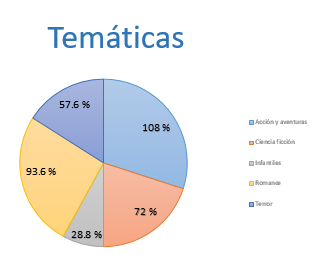 Temáticas
57.6 %
108 %
93.6 %
72 %
28.8 %
Acción y aventuras
Ciencia ficción
Infantiles
Romance
Terror